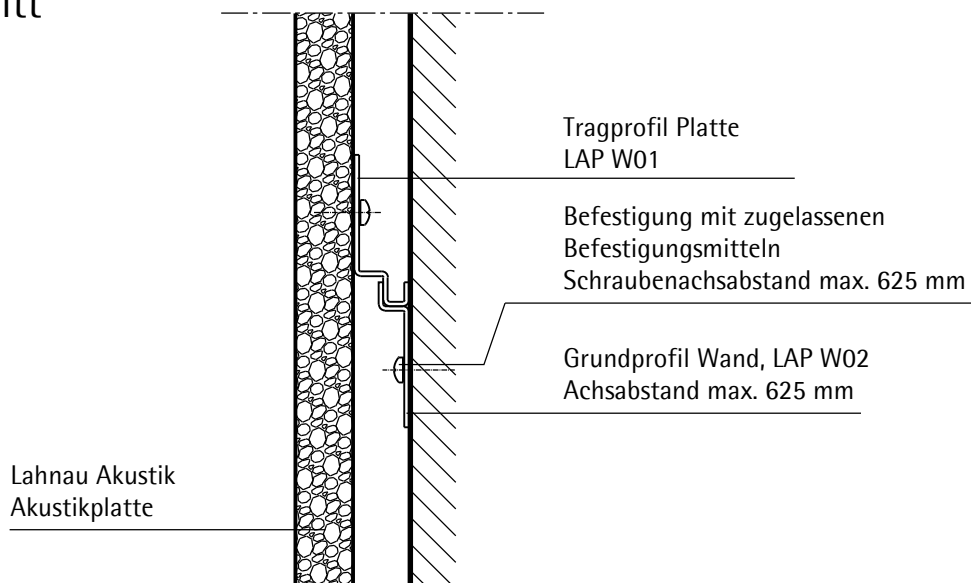 Tragprofil Platte
LAP W01
Befestigung mit zugelassenen
Befestigungsmitteln
Schraubenachsabstand max. 625 mm
Grundprofil Wand, LAP W02
Achsabstand max. 625 mm
Lahnau Akustik
Akustikplatte